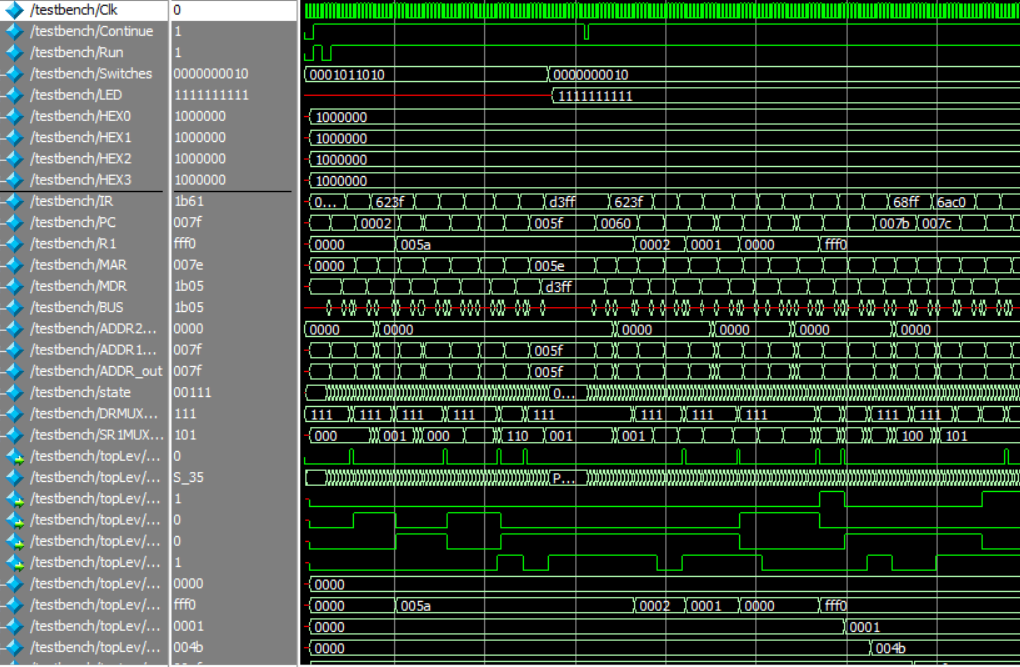 /testbench/Clk 0
/testbench/Continue 1
/testbench/Run 1
/testbench/Switches 0000000010 0001011010 0000000010
/testbench/LED 1111111111 1111111111
/testbench/HEX0 1000000 1000000
/testbench/HEX1 1000000 1000000
/testbench/HEX2 1000000 1000000
/testbench/HEX3 1000000 1000000
/testbench/IR 1b61 0... 623f d3ff 623f 68ff 6ac0
/testbench/PC 007f 0002 005f 0060 007b 007c
/testbench/R1 fff0 0000 005a 0002 0001 0000 fff0
/testbench/MAR 007e 0000 005e
/testbench/MDR 1b05 d3ff
/testbench/BUS 1b05
/testbench/ADDR2... 0000 0000 0000 0000 0000 0000 0000
/testbench/ADDR1... 007f 005f
/testbench/ADDR_out 007f 005f
/testbench/state 00111 0...
/testbench/DRMUX... 111 111 111 111 111 111 111 111 111 111 111
/testbench/SR1MUX... 101 000 001 000 110 001 001 100 101
/testbench/topLev/... 0
/testbench/topLev/... S_35 P...
/testbench/topLev/... 1
/testbench/topLev/... 0
/testbench/topLev/... 0
/testbench/topLev/... 1
/testbench/topLev/... 0000 0000
/testbench/topLev/... fff0 0000 005a 0002 0001 0000 fff0
/testbench/topLev/... 0001 0000 0001
/testbench/topLev/... 004b 0000 004b